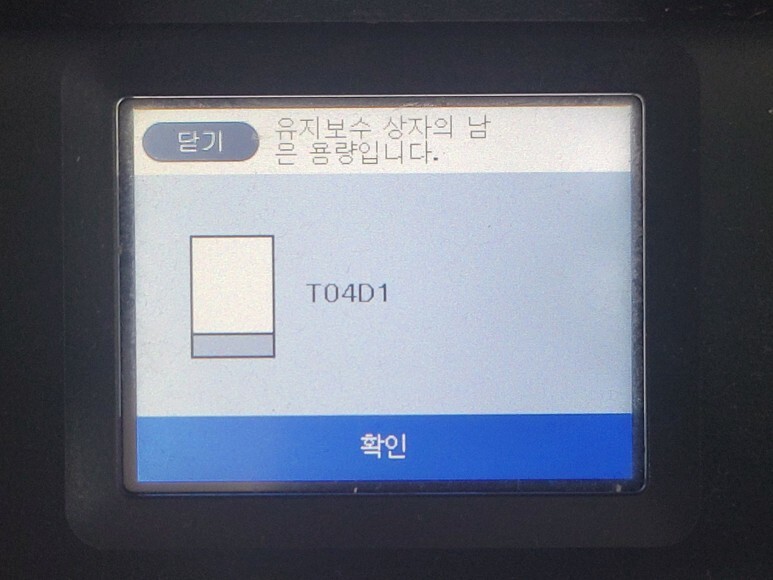 닫기
유지보수 상자의 남
은 용량입니다.
T04D1
확인